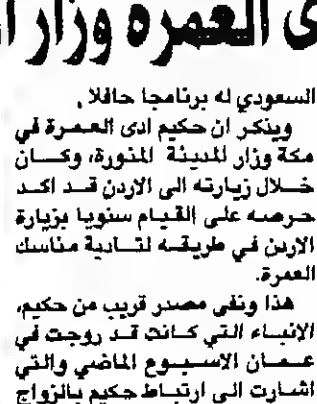 ى العمره وزار ا
السعودي له برنامجا حافلا ,
ويذكر ان حكيم ادى العمرة في
مكة وزار المدينة المنورة، وكان
خلال زيارته الى الاردن قد اكد
حرصه على القيام سنويا بزيارة
الاردن في طريقه لتادية مناسك
العمرة.
هذا ونفى مصدر قريب من حكيم،
الانباء التي كانت قد روجت في
عمان الاسبوع الماضي والتي
اشارت الى ارتباط حكيم بالزواج